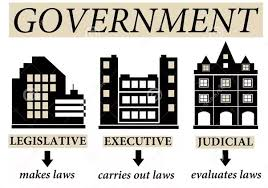 GOVERNMENT
LEGISLATIVE EXECUTIVE JUDICIAL
makes laws carries out laws evaluates laws